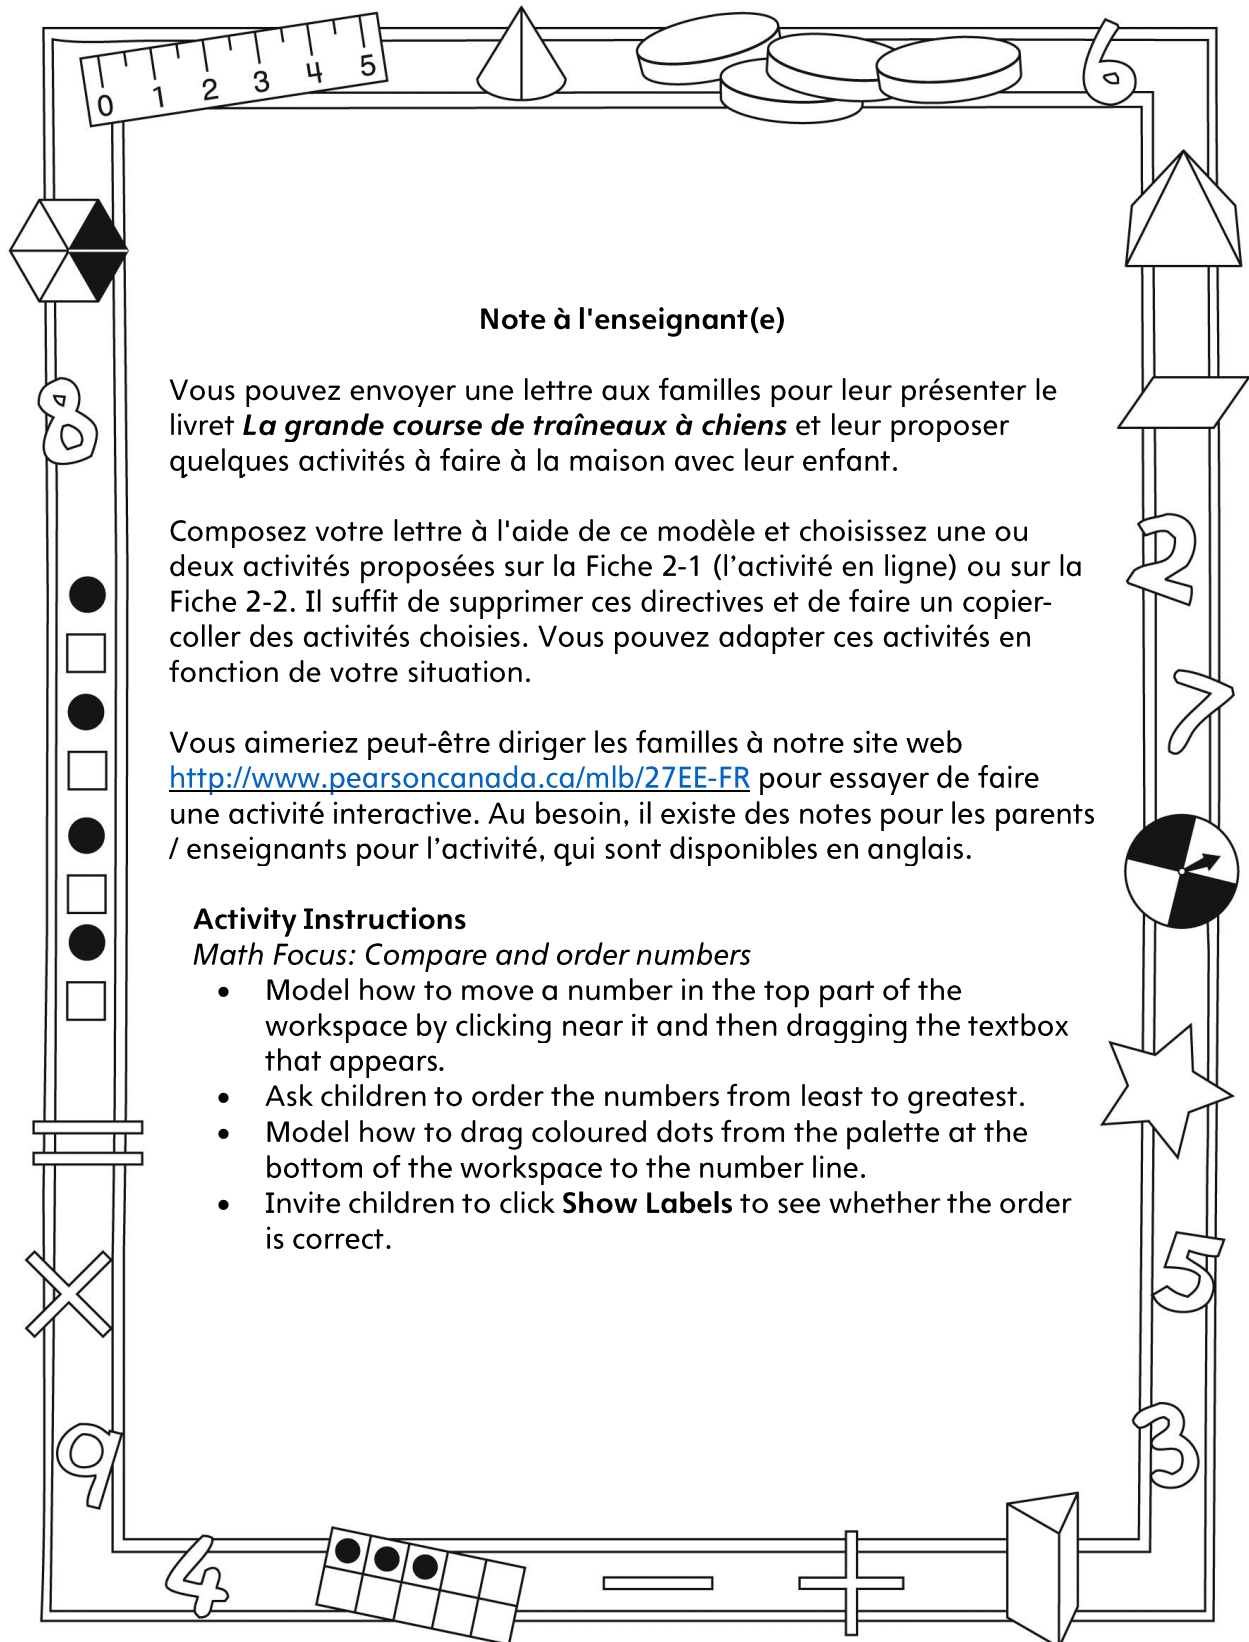 0 1 2 3 4 5
6
Note à l'enseignant(e)
Vous pouvez envoyer une lettre aux familles pour leur présenter le
livret La grande course de traîneaux à chiens et leur proposer
quelques activités à faire à la maison avec leur enfant.
8
Composez votre lettre à l'aide de ce modèle et choisissez une ou
deux activités proposées sur la Fiche 2-1 (l’activité en ligne) ou sur la
Fiche 2-2. Il suffit de supprimer ces directives et de faire un copier-
coller des activités choisies. Vous pouvez adapter ces activités en
fonction de votre situation.
2
7
Vous aimeriez peut-être diriger les familles à notre site web
http://www.pearsoncanada.ca/mlb/27EE-FR pour essayer de faire
une activité interactive. Au besoin, il existe des notes pour les parents
/ enseignants pour l’activité, qui sont disponibles en anglais.
Activity Instructions
Math Focus: Compare and order numbers
• Model how to move a number in the top part of the
workspace by clicking near it and then dragging the textbox
that appears.
• Ask children to order the numbers from least to greatest.
• Model how to drag coloured dots from the palette at the
bottom of the workspace to the number line.
• Invite children to click Show Labels to see whether the order
is correct.
5
9
3
4